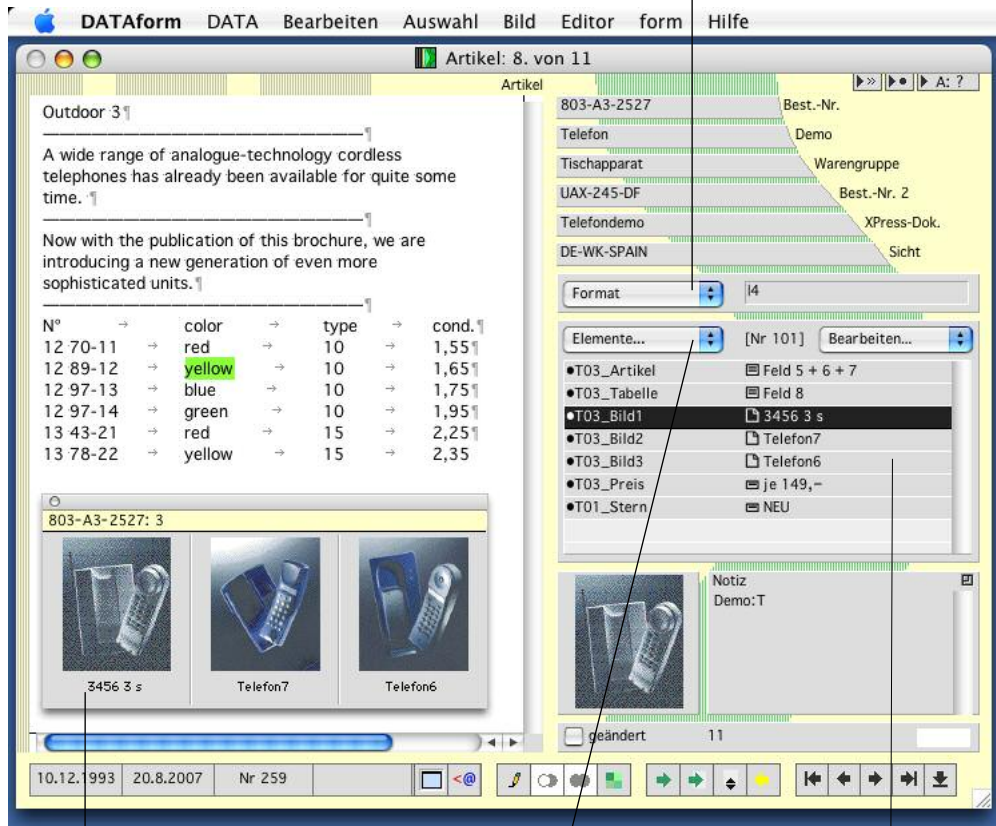 DATAform DATA Bearbeiten Auswahl Bild Editor form Hilfe
Artikel: 8. von 11
Artikel
A: ?
Outdoor 3¶
¶
A wide range of analogue-technology cordless
telephones has already been available for quite some
time. ¶
¶
Now with the publication of this brochure, we are
introducing a new generation of even more
sophisticated units.¶
¶
N° → color → type → cond.¶
12 70-11 → red → 10 → 1,55¶
12 89-12 → yellow → 10 → 1,65¶
12 97-13 → blue → 10 → 1,75¶
12 97-14 → green → 10 → 1,95¶
13 43-21 → red → 15 → 2,25¶
13 78-22 → yellow → 15 → 2,35
803-A3-2527: 3
3456 3 s Telefon7 Telefon6
803-A3-2527 Best.-Nr.
Telefon Demo
Tischapparat Warengruppe
UAX-245-DF Best.-Nr. 2
Telefondemo XPress-Dok.
DE-WK-SPAIN Sicht
Format l4
Elemente... [Nr 101] Bearbeiten...
•T03_Artikel Feld 5 + 6 + 7
•T03_Tabelle Feld 8
•T03_Bild1 3456 3 s
•T03_Bild2 Telefon7
•T03_Bild3 Telefon6
•T03_Preis je 149,–
•T01_Stern NEU
Notiz
Demo:T
geändert 11
10.12.1993 20.8.2007 Nr 259 <@